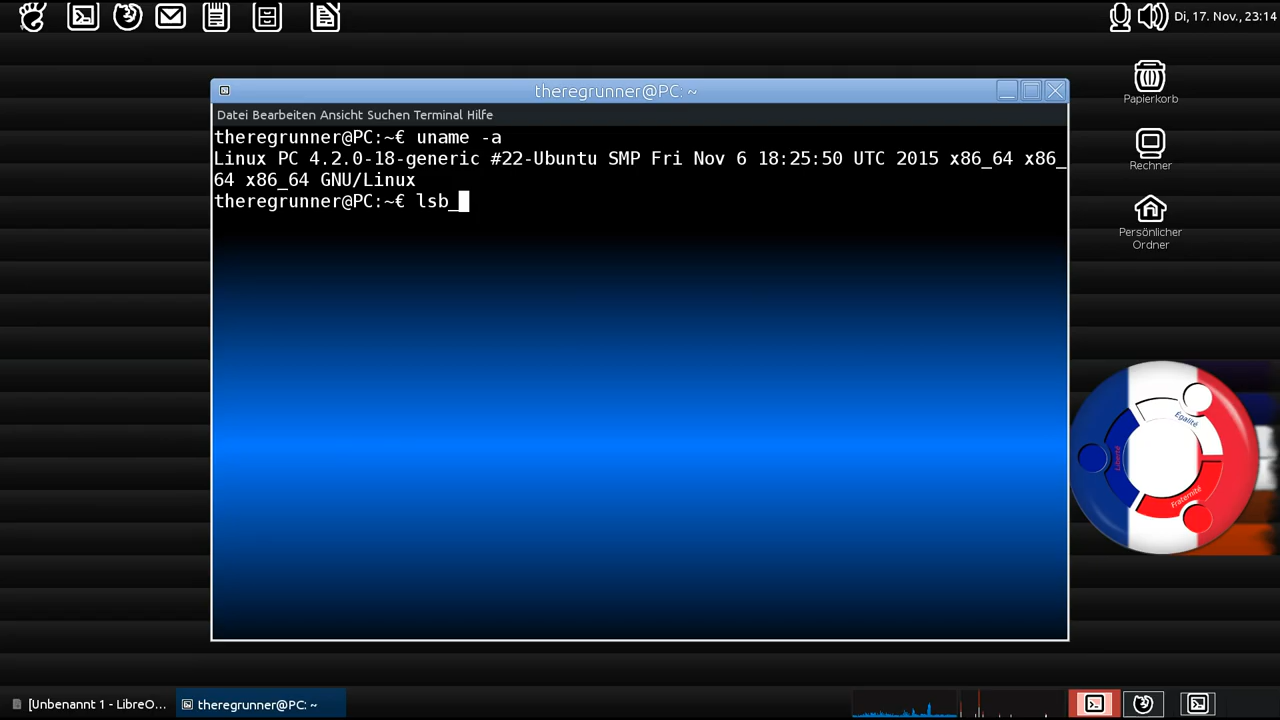 Di, 17. Nov., 23:14
theregrunner@PC: ~
Datei Bearbeiten Ansicht Suchen Terminal Hilfe
theregrunner@PC:~€ uname -a
Linux PC 4.2.0-18-generic #22-Ubuntu SMP Fri Nov 6 18:25:50 UTC 2015 x86_64 x86_
64 x86_64 GNU/Linux
theregrunner@PC:~€ lsb_
Papierkorb
Rechner
Persönlicher
Ordner
Egalité
Liberté
Fraternité
[Unbenannt 1 - LibreO...
theregrunner@PC: ~